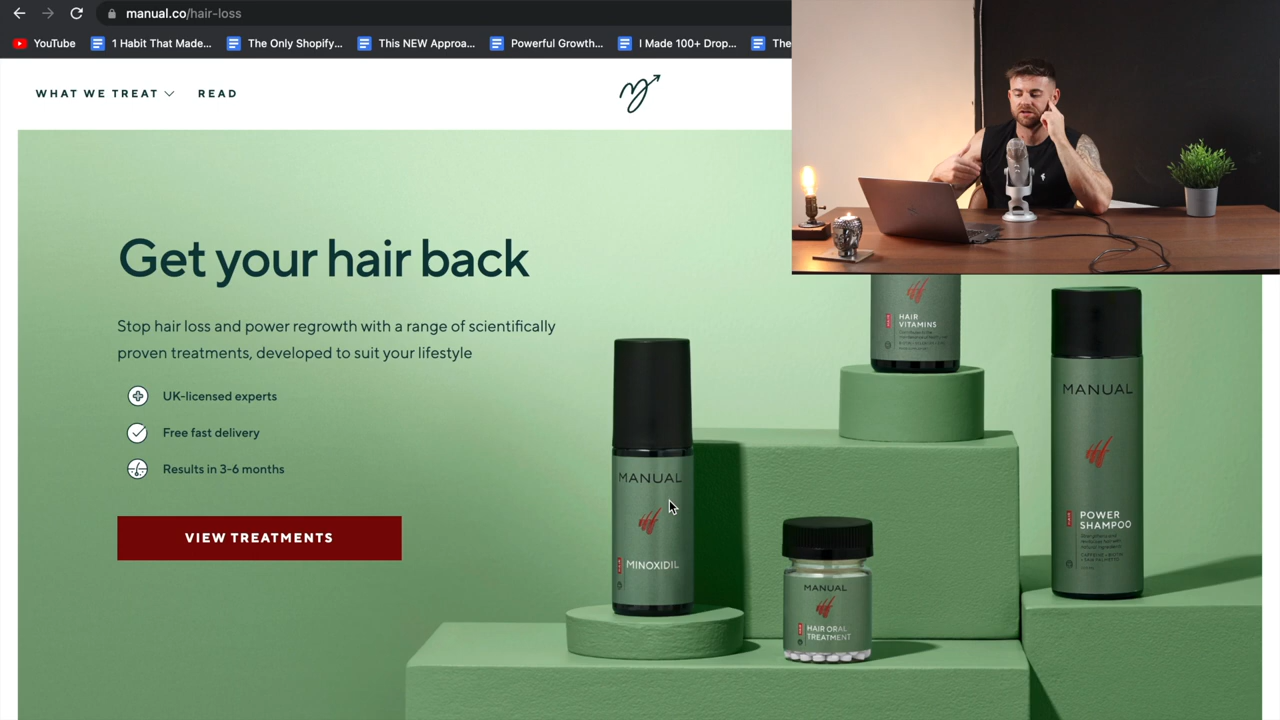 manual.co/hair-loss
YouTube
1 Habit That Made...
The Only Shopify...
This NEW Approa...
Powerful Growth...
I Made 100+ Drop...
The
WHAT WE TREAT
READ
Get your hair back
Stop hair loss and power regrowth with a range of scientifically
proven treatments, developed to suit your lifestyle
UK-licensed experts
Free fast delivery
Results in 3-6 months
VIEW TREATMENTS
HAIR
VITAMINS
MANUAL
POWER
SHAMPOO
MANUAL
MINOXIDIL
MANUAL
HAIR ORAL
TREATMENT